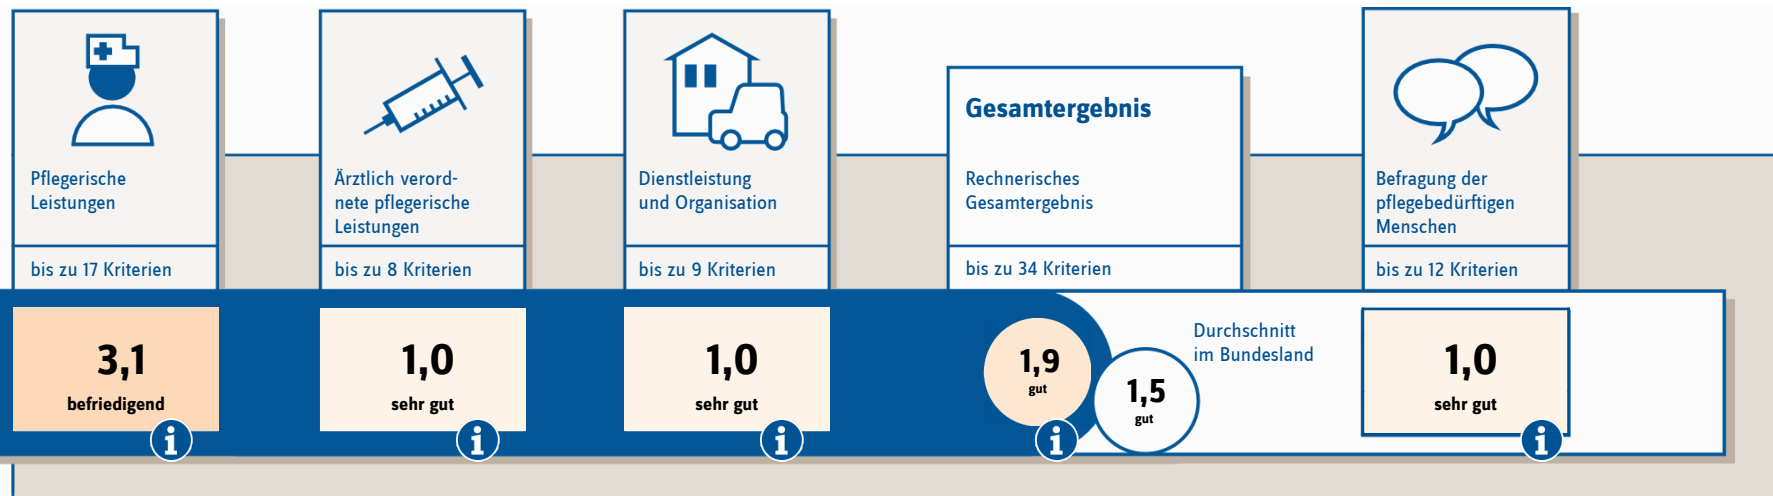 Pflegerische
Leistungen
bis zu 17 Kriterien
3,1
befriedigend
i
Ärztlich verord-
nete pflegerische
Leistungen
bis zu 8 Kriterien
1,0
sehr gut
i
Dienstleistung
und Organisation
bis zu 9 Kriterien
1,0
sehr gut
i
Gesamtergebnis
Rechnerisches
Gesamtergebnis
bis zu 34 Kriterien
1,9
gut
i
Durchschnitt
im Bundesland
1,5
gut
Befragung der
pflegebedürftigen
Menschen
bis zu 12 Kriterien
1,0
sehr gut
i